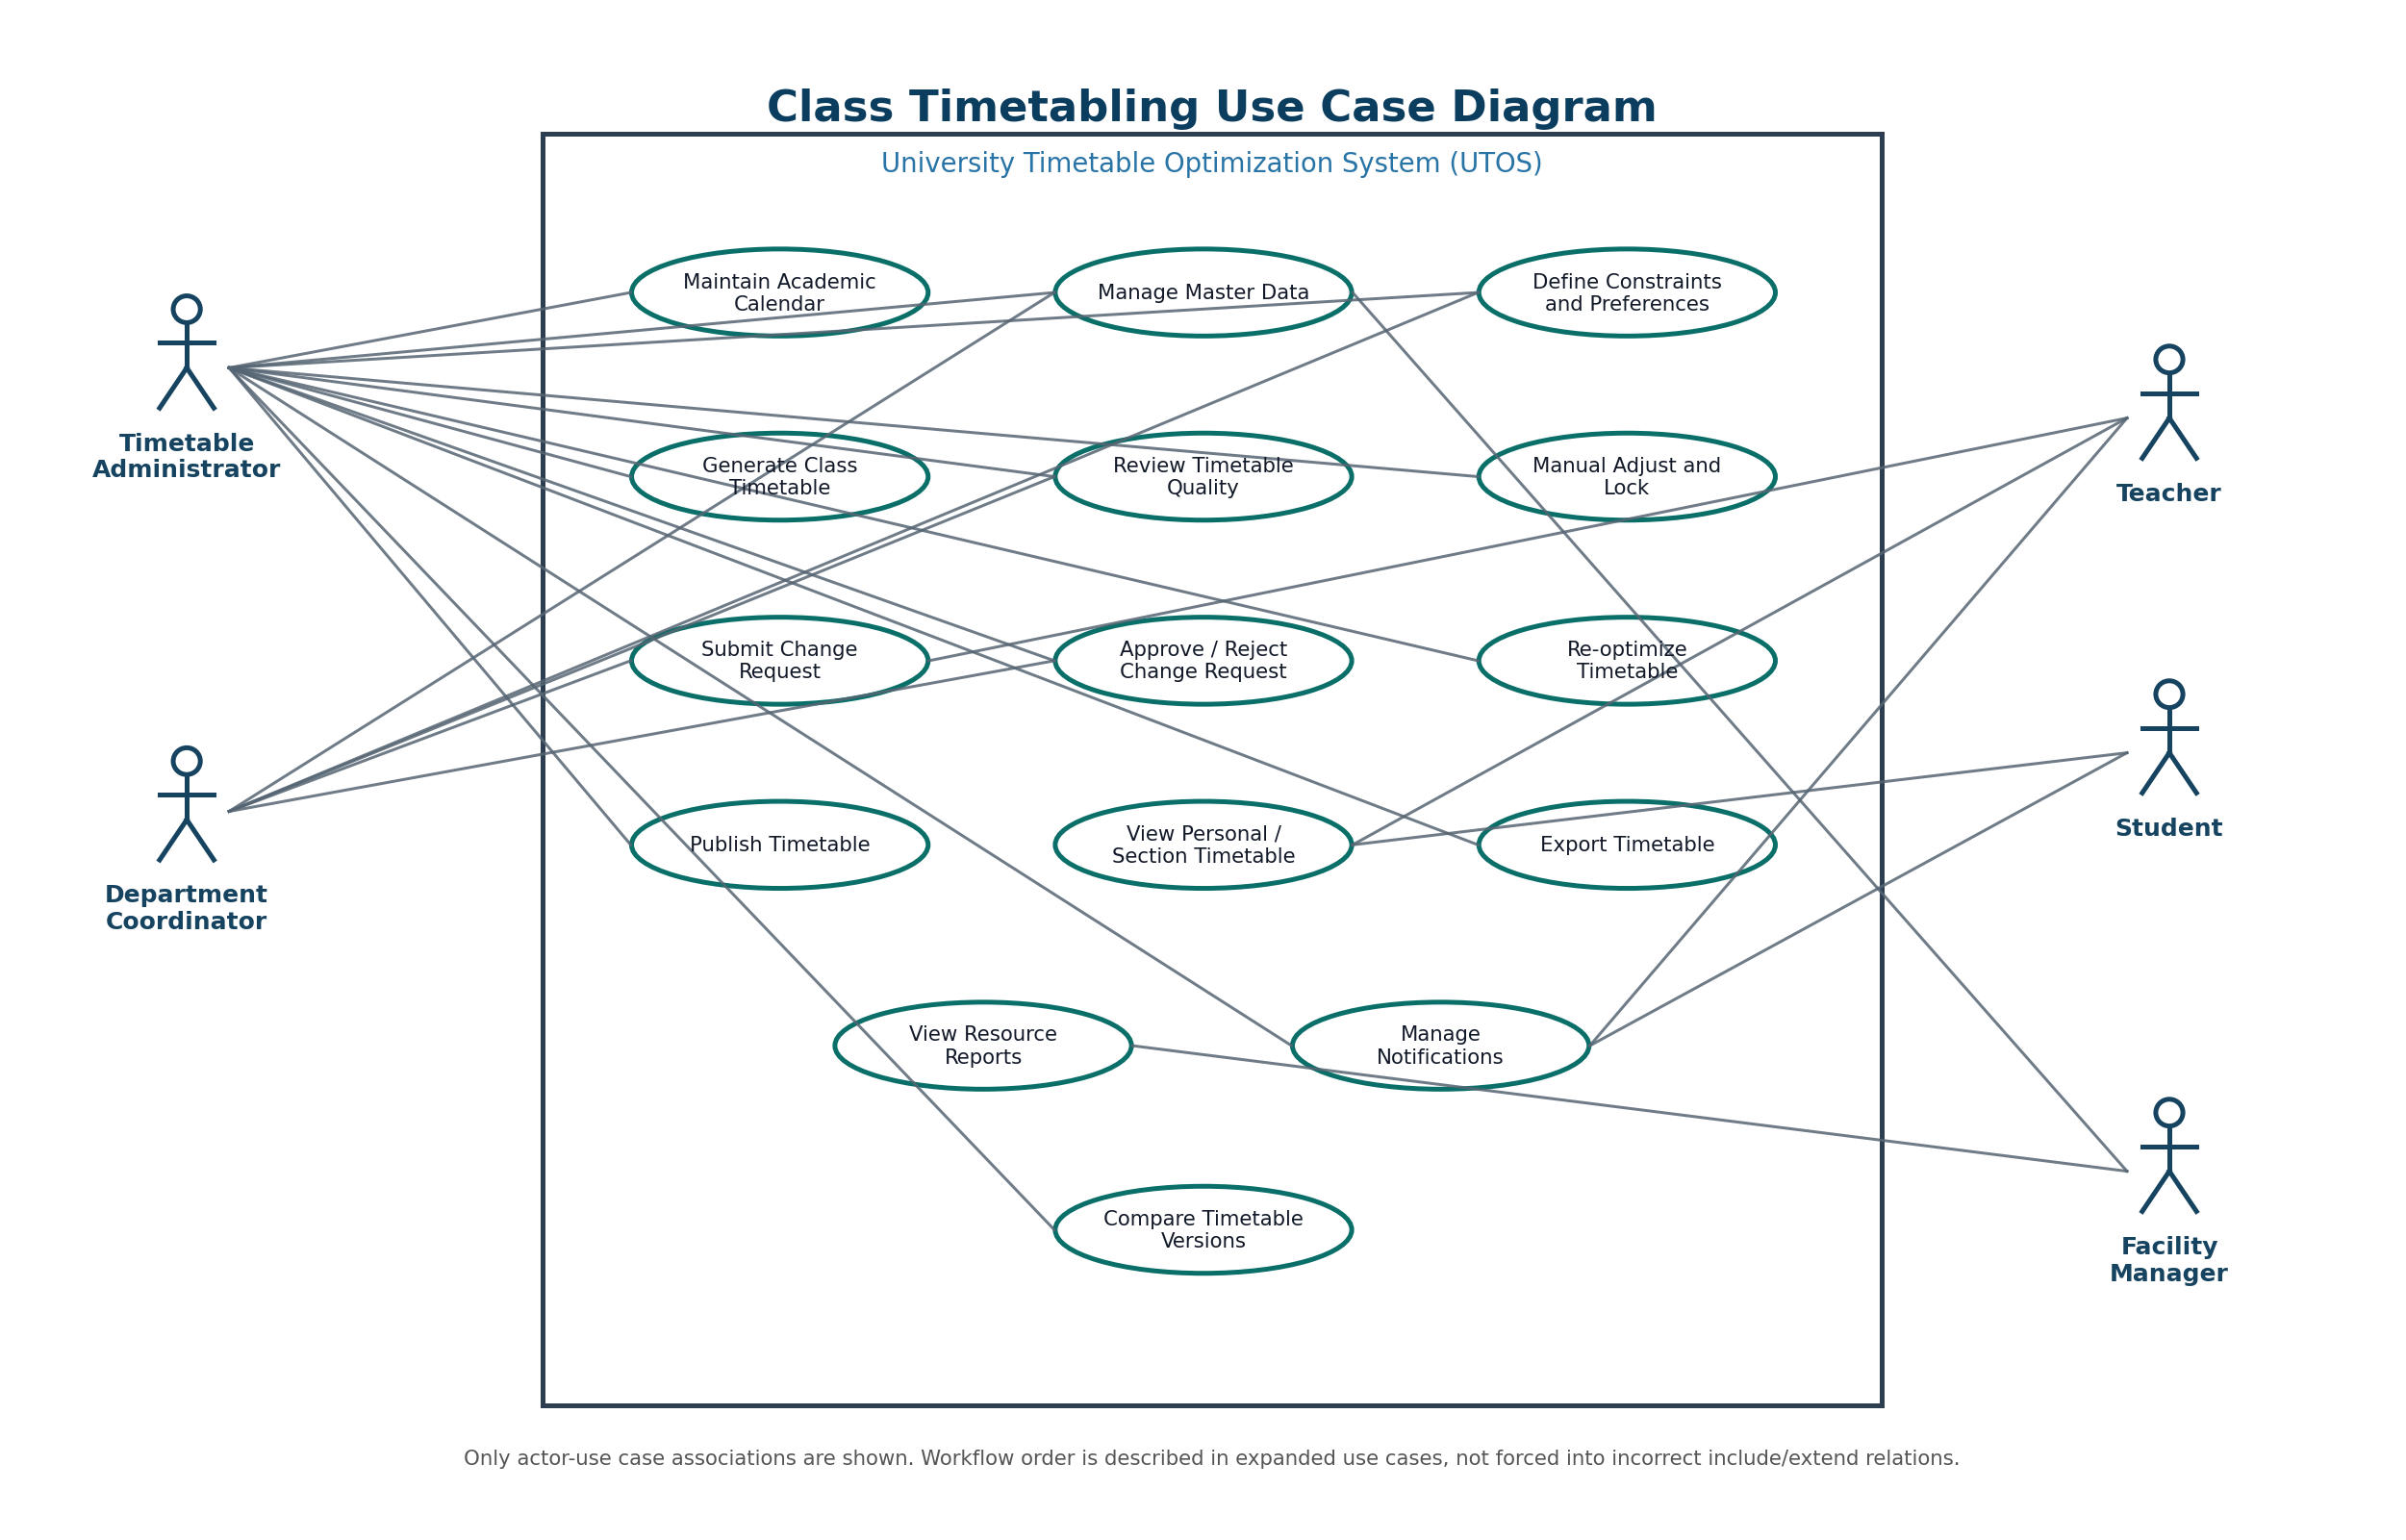 Class Timetabling Use Case Diagram
University Timetable Optimization System (UTOS)
Maintain Academic
Calendar
Manage Master Data
Define Constraints
and Preferences
Timetable
Administrator
Generate Class
Timetable
Review Timetable
Quality
Manual Adjust and
Lock
Teacher
Submit Change
Request
Approve / Reject
Change Request
Re-optimize
Timetable
Department
Coordinator
Publish Timetable
View Personal /
Section Timetable
Export Timetable
Student
View Resource
Reports
Manage
Notifications
Compare Timetable
Versions
Facility
Manager
Only actor-use case associations are shown. Workflow order is described in expanded use cases, not forced into incorrect include/extend relations.